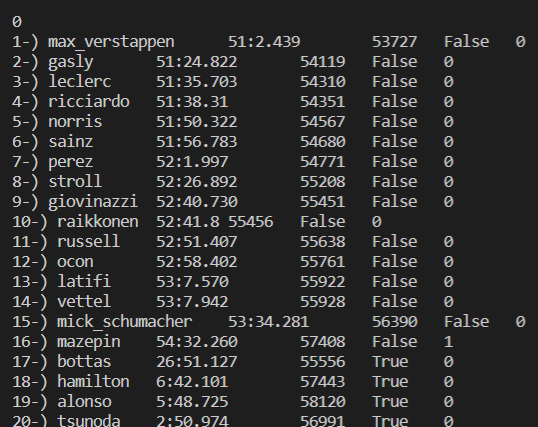 0
1-) max_verstappen 51:2.439 53727 False 0
2-) gasly 51:24.822 54119 False 0
3-) leclerc 51:35.703 54310 False 0
4-) ricciardo 51:38.31 54351 False 0
5-) norris 51:50.322 54567 False 0
6-) sainz 51:56.783 54680 False 0
7-) perez 52:1.997 54771 False 0
8-) stroll 52:26.892 55208 False 0
9-) giovinazzi 52:40.730 55451 False 0
10-) raikkonen 52:41.8 55456 False 0
11-) russell 52:51.407 55638 False 0
12-) ocon 52:58.402 55761 False 0
13-) latifi 53:7.570 55922 False 0
14-) vettel 53:7.942 55928 False 0
15-) mick_schumacher 53:34.281 56390 False 0
16-) mazepin 54:32.260 57408 False 1
17-) bottas 26:51.127 55556 True 0
18-) hamilton 6:42.101 57443 True 0
19-) alonso 5:48.725 58120 True 0
20-) tsunoda 2:50.974 56991 True 0